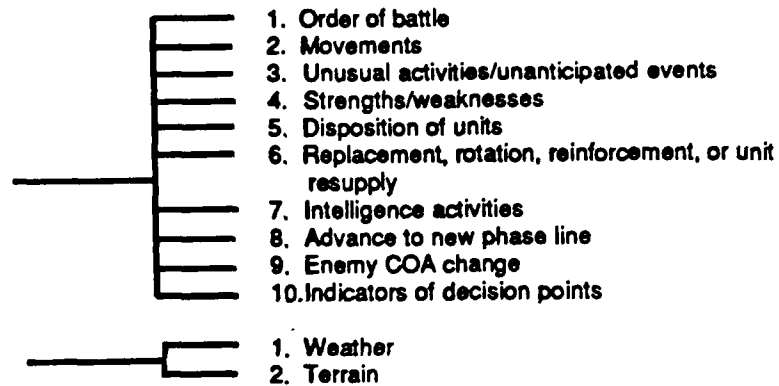 1. Order of battle
2. Movements
3. Unusual activities/unanticipated events
4. Strengths/weaknesses
5. Disposition of units
6. Replacement, rotation, reinforcement, or unit
resupply
7. Intelligence activities
8. Advance to new phase line
9. Enemy COA change
10.Indicators of decision points
1. Weather
2. Terrain